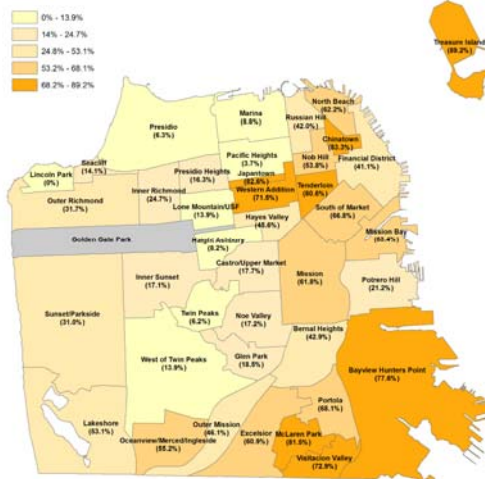 0% - 13.9%
14% - 24.7%
24.8% - 53.1%
53.2% - 68.1%
68.2% - 89.2%
Treasure Island
(89.2%)
Presidio
(6.3%)
Marina
(8.8%)
Russian Hill
(42.0%)
North Beach
(62.2%)
Chinatown
(83.3%)
Lincoln Park
(0%)
Seacliff
(14.1%)
Presidio Heights
(16.3%)
Pacific Heights
(3.7%)
Japantown
(82.6%)
Nob Hill
(53.8%)
Financial District
(41.1%)
Outer Richmond
(31.7%)
Inner Richmond
(24.7%)
Western Addition
(71.5%)
Tenderloin
(80.6%)
Lone Mountain/USF
(13.9%)
Hayes Valley
(48.6%)
South of Market
(66.8%)
Golden Gate Park
Haight Ashbury
(8.2%)
Mission Bay
Castro/Upper Market
(17.7%)
Inner Sunset
(17.1%)
Mission
(61.8%)
Potrero Hill
(21.2%)
Sunset/Parkside
(31.0%)
Twin Peaks
(6.2%)
Noe Valley
(17.2%)
Bernal Heights
(42.9%)
West of Twin Peaks
(13.9%)
Glen Park
(18.5%)
Bayview Hunters Point
(77.6%)
Lakeshore
(53.1%)
Outer Mission
(46.1%)
Portola
(68.1%)
Oceanview/Merced/Ingleside
Excelsior
(60.9%)
McLaren Park
(81.5%)
Visitacion Valley
(72.9%)